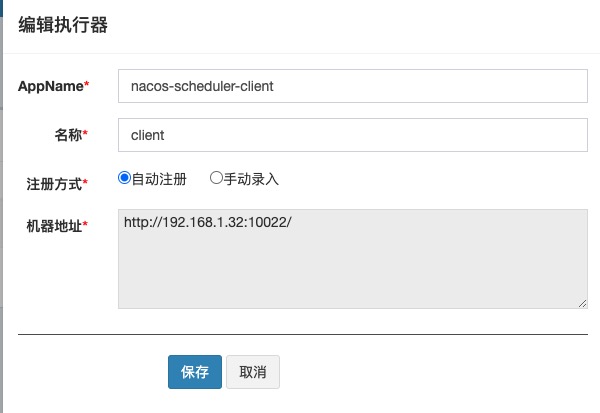 编辑执行器
AppName* nacos-scheduler-client
名称* client
注册方式* 自动注册 手动录入
机器地址* http://192.168.1.32:10022/
保存 取消